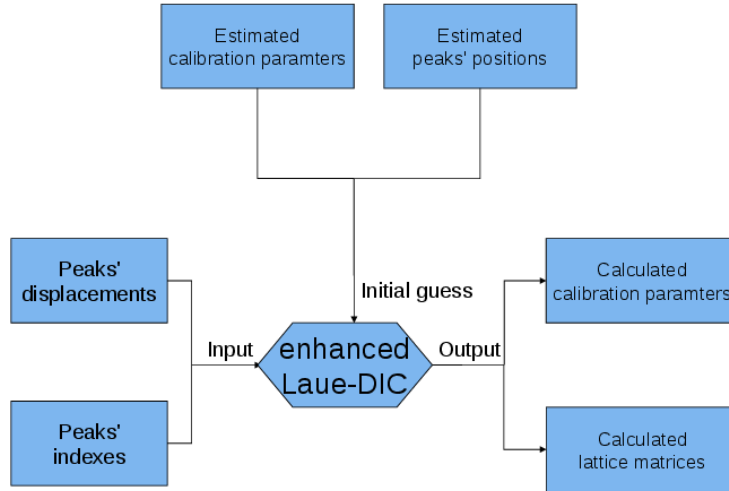 Estimated
calibration paramters
Estimated
peaks' positions
Peaks'
displacements
Initial guess
Calculated
calibration paramters
Input
enhanced
Laue-DIC
Output
Peaks'
indexes
Calculated
lattice matrices